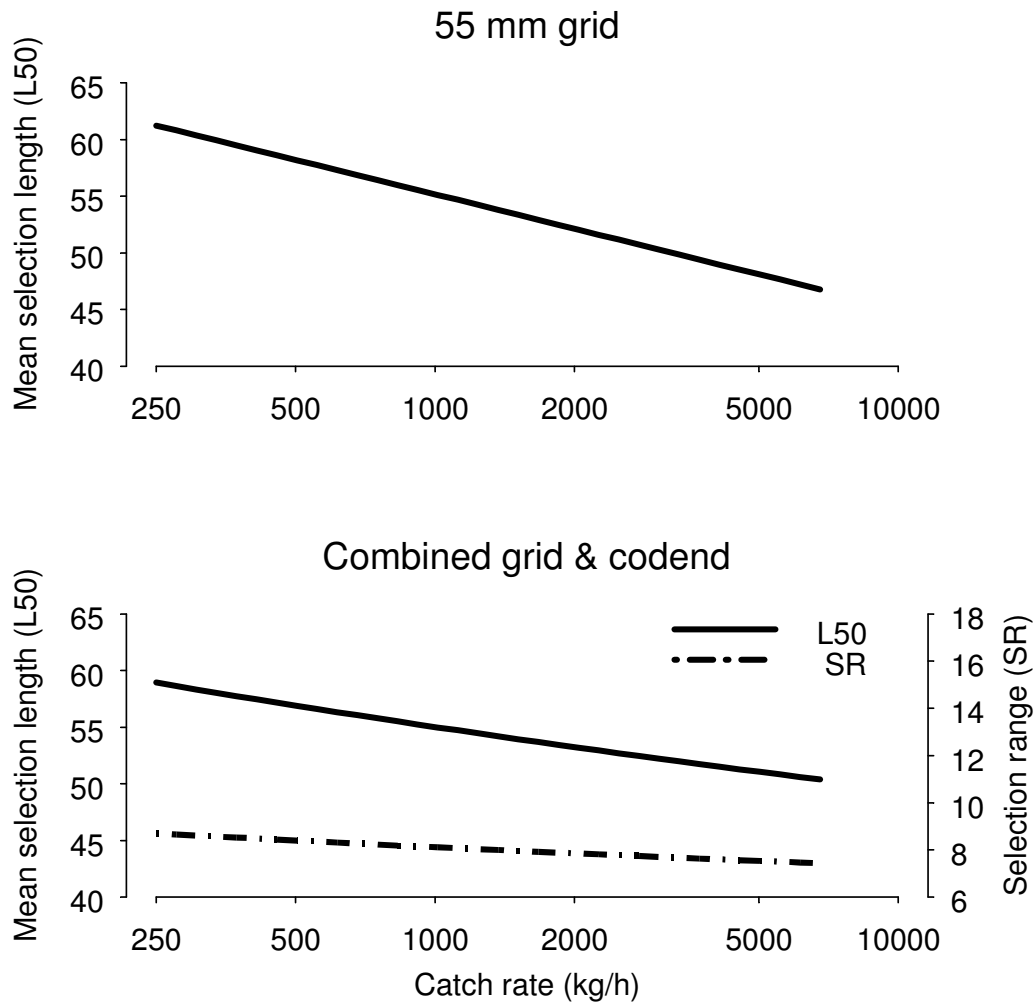 55 mm grid
Mean selection length (L50)
65
60
55
50
45
40
250 500 1000 2000 5000 10000
Combined grid & codend
Mean selection length (L50)
65
60
55
50
45
40
L50
SR
18
16
14
12
10
8
6
Selection range (SR)
250 500 1000 2000 5000 10000
Catch rate (kg/h)